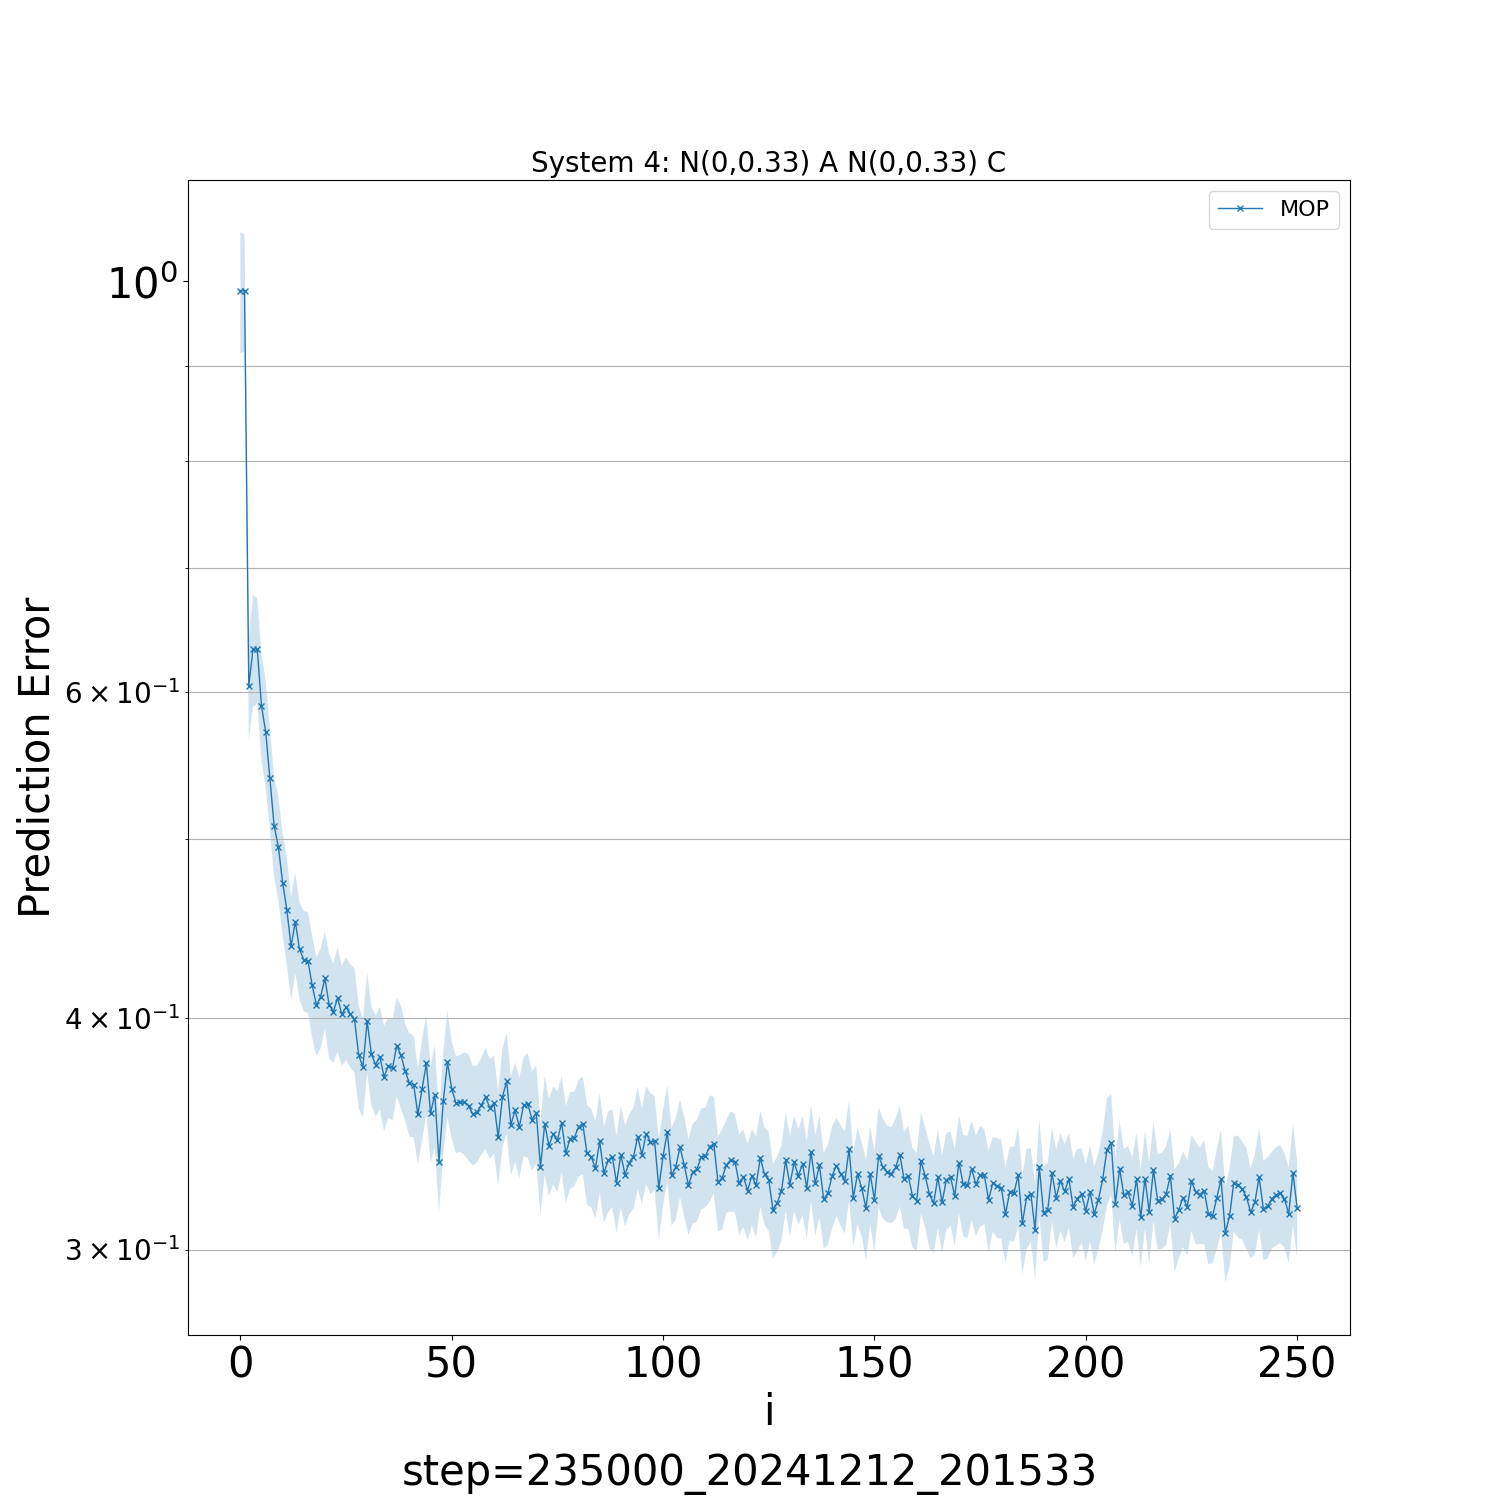 System 4: N(0,0.33) A N(0,0.33) C
MOP
10⁰
6 × 10⁻¹
4 × 10⁻¹
3 × 10⁻¹
Prediction Error
0 50 100 150 200 250
i
step=235000_20241212_201533